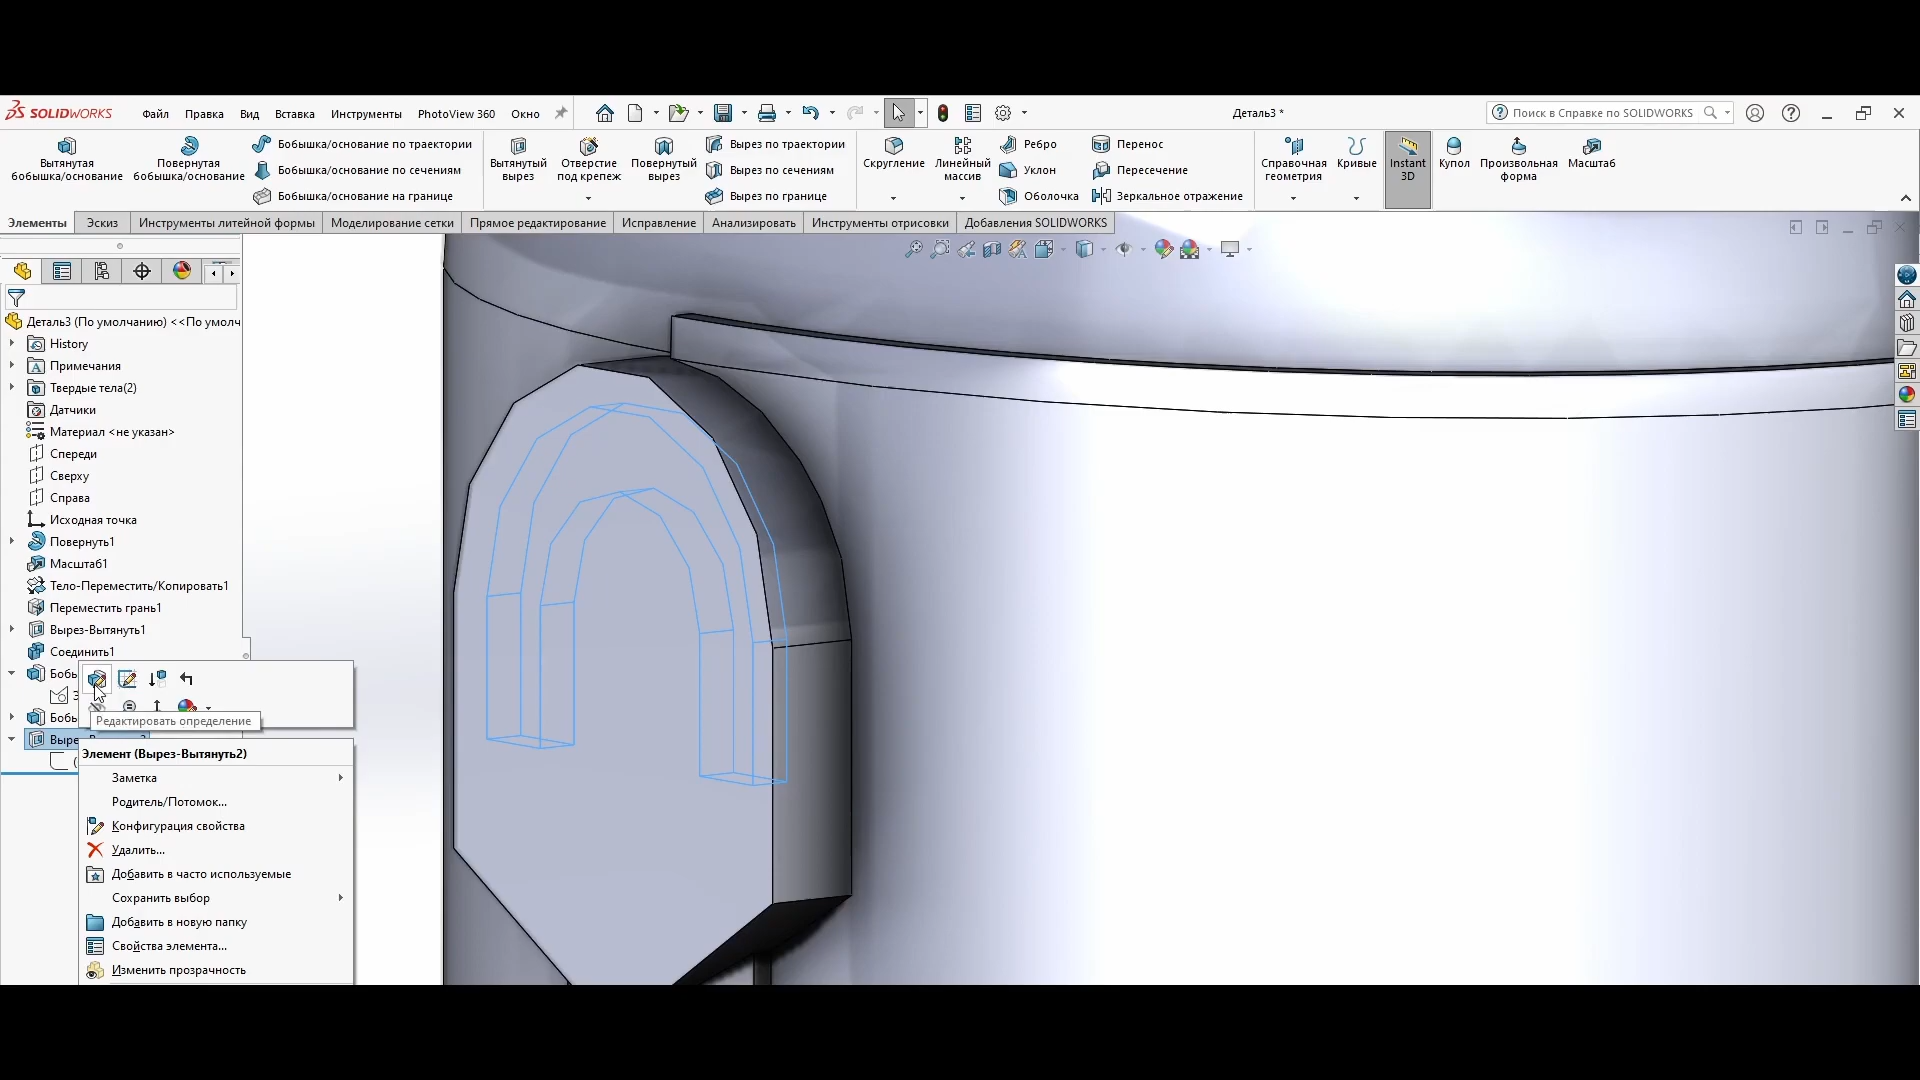 SOLIDWORKS
Файл
Правка
Вид
Вставка
Инструменты
PhotoView 360
Окно
Деталь3 *
Поиск в Справке по SOLIDWORKS
Вытянутая
бобышка/основание
Повернутая
бобышка/основание
Бобышка/основание по траектории
Бобышка/основание по сечениям
Бобышка/основание на границе
Вытянутый
вырез
Отверстие
под крепеж
Повернутый
вырез
Вырез по траектории
Вырез по сечениям
Вырез по границе
Скругление
Линейный
массив
Ребро
Уклон
Оболочка
Перенос
Пересечение
Зеркальное отражение
Справочная
геометрия
Кривые
Instant
3D
Купол
Произвольная
форма
Масштаб
Элементы
Эскиз
Инструменты литейной формы
Моделирование сетки
Прямое редактирование
Исправление
Анализировать
Инструменты отрисовки
Добавления SOLIDWORKS
Деталь3 (По умолчанию) <<По умолч
History
Примечания
Твердые тела(2)
Датчики
Материал <не указан>
Спереди
Сверху
Справа
Исходная точка
Повернуть1
Масштаб1
Тело-Переместить/Копировать1
Переместить грань1
Вырез-Вытянуть1
Соединить1
Бобы
Бобы
Редактировать определение
Выре
Элемент (Вырез-Вытянуть2)
Заметка
Родитель/Потомок...
Конфигурация свойства
Удалить...
Добавить в часто используемые
Сохранить выбор
Добавить в новую папку
Свойства элемента...
Изменить прозрачность